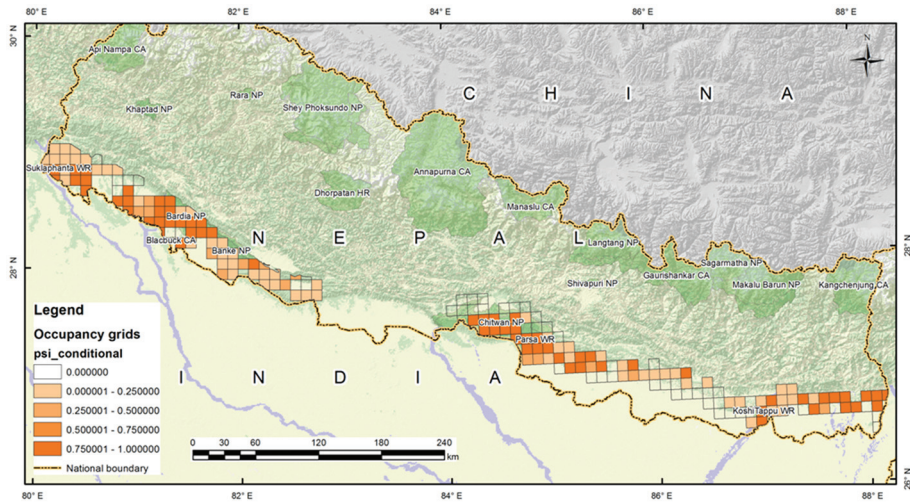 80° E 82° E 84° E 86° E 88° E
30° N
N
Api Nampa CA
C H I N A
Rara NP
Khaptad NP
Shey Phoksundo NP
Suklaphanta WR
Annapurna CA
Dhorpatan HR
Manaslu CA
Bardia NP
Blacbuck CA
N E P A L
Langtang NP
28° N
Banke NP
Sagarmatha NP
28° N
Gaurishankar CA
Shivapuri NP
Makalu Barun NP
Kangchenjung CA
Legend
Occupancy grids
psi_conditional
0.000000
0.000001 - 0.250000
0.250001 - 0.500000
0.500001 - 0.750000
0.750001 - 1.000000
National boundary
Chitwan NP
Parsa WR
I N D I A
KoshiTappu WR
0 30 60 120 180 240
km
26° N
80° E 82° E 84° E 86° E 88° E